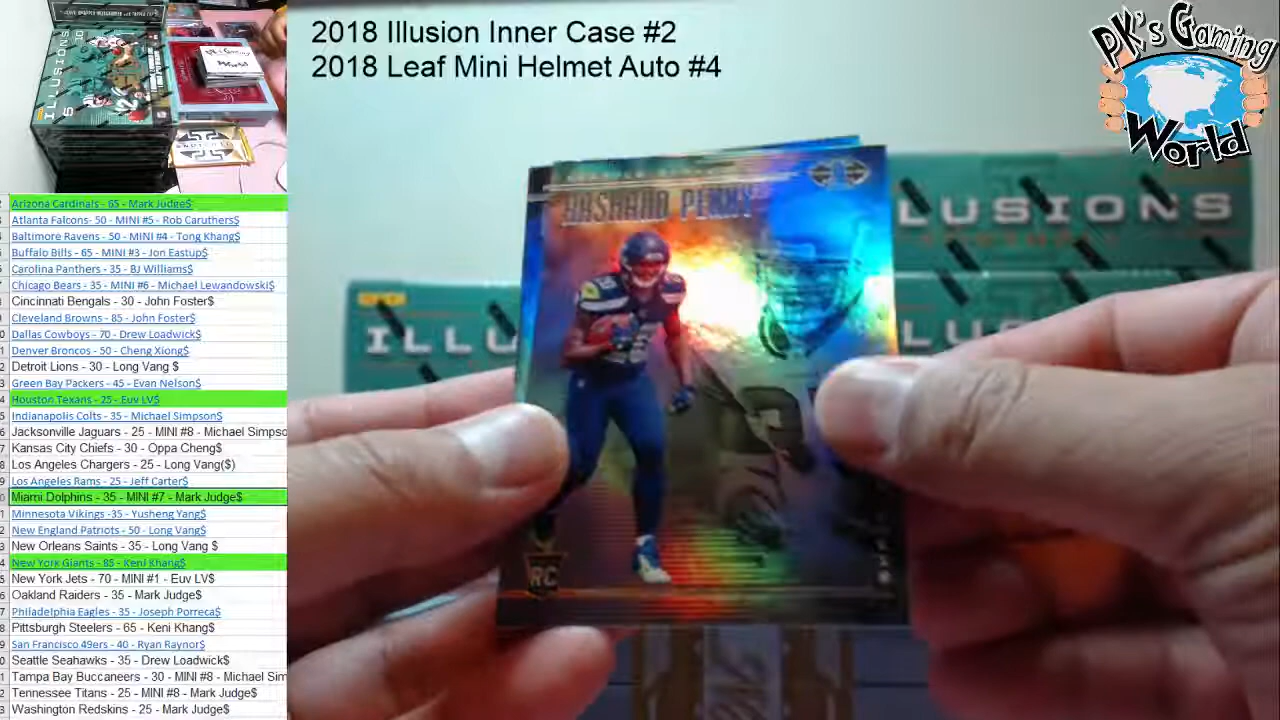 2018 Illusion Inner Case #2
2018 Leaf Mini Helmet Auto #4
PK's Gaming
World
ILLUSIONS
Arizona Cardinals - 65 - Mark Judge$
Atlanta Falcons- 50 - MINI #5 - Rob Caruthers$
Baltimore Ravens - 50 - MINI #4 - Tong Khang$
Buffalo Bills - 65 - MINI #3 - Jon Eastup$
Carolina Panthers - 35 - BJ Williams$
Chicago Bears - 35 - MINI #6 - Michael Lewandowski$
Cincinnati Bengals - 30 - John Foster$
Cleveland Browns - 85 - John Foster$
Dallas Cowboys - 70 - Drew Loadwick$
Denver Broncos - 50 - Cheng Xiong$
Detroit Lions - 30 - Long Vang $
Green Bay Packers - 45 - Evan Nelson$
Houston Texans - 25 - Euv LV$
Indianapolis Colts - 35 - Michael Simpson$
Jacksonville Jaguars - 25 - MINI #8 - Michael Simpso
Kansas City Chiefs - 30 - Oppa Cheng$
Los Angeles Chargers - 25 - Long Vang($)
Los Angeles Rams - 25 - Jeff Carter$
Miami Dolphins - 35 - MINI #7 - Mark Judge$
Minnesota Vikings -35 - Yusheng Yang$
New England Patriots - 50 - Long Vang$
New Orleans Saints - 35 - Long Vang $
New York Giants - 85 - Keni Khang$
New York Jets - 70 - MINI #1 - Euv LV$
Oakland Raiders - 35 - Mark Judge$
Philadelphia Eagles - 35 - Joseph Porreca$
Pittsburgh Steelers - 65 - Keni Khang$
San Francisco 49ers - 40 - Ryan Raynor$
Seattle Seahawks - 35 - Drew Loadwick$
Tampa Bay Buccaneers - 30 - MINI #8 - Michael Sim
Tennessee Titans - 25 - MINI #8 - Mark Judge$
Washington Redskins - 25 - Mark Judge$
RASHAAD PENNY
RC
LUSIONS
ILLUS
LU